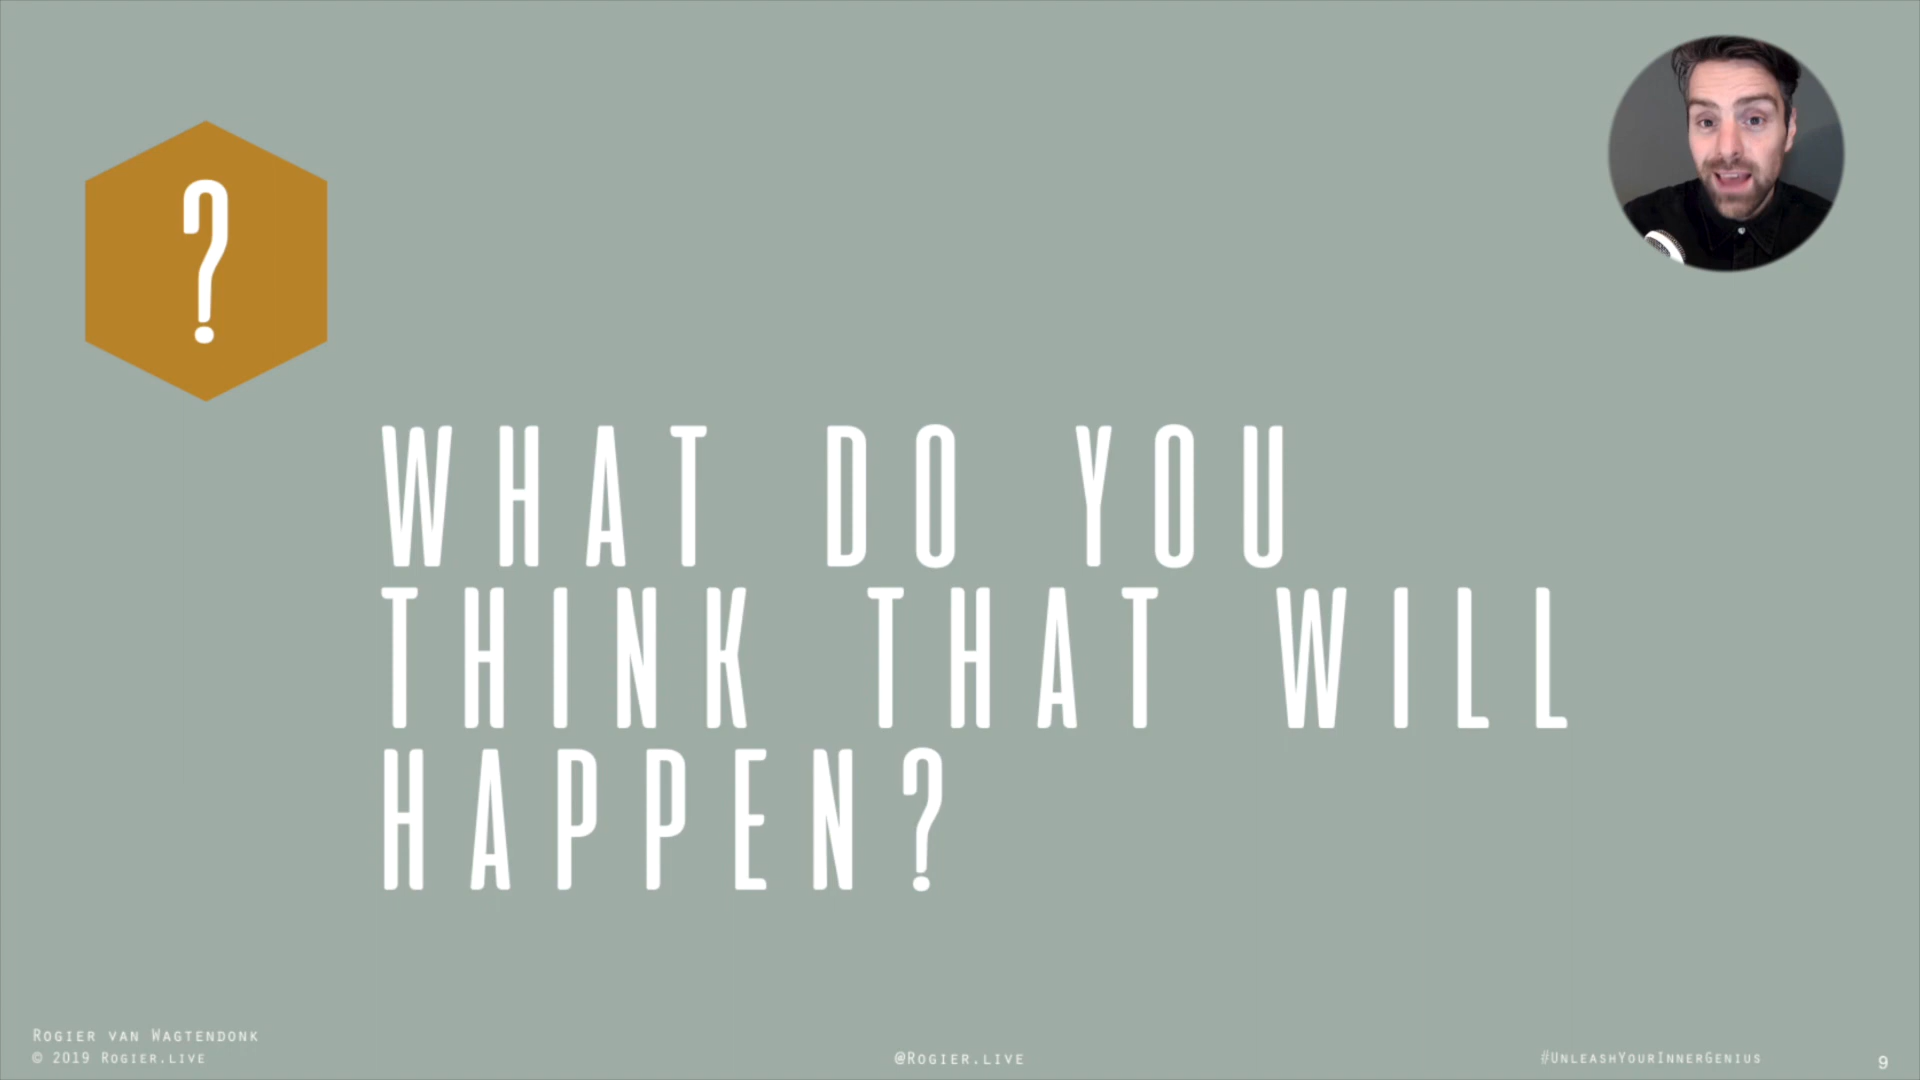 ?
WHAT DO YOU
THINK THAT WILL
HAPPEN?
ROGIER VAN WAGTENDONK
© 2019 ROGIER.LIVE
@ROGIER.LIVE
#UNLEASHYOURINNERGENIUS
9